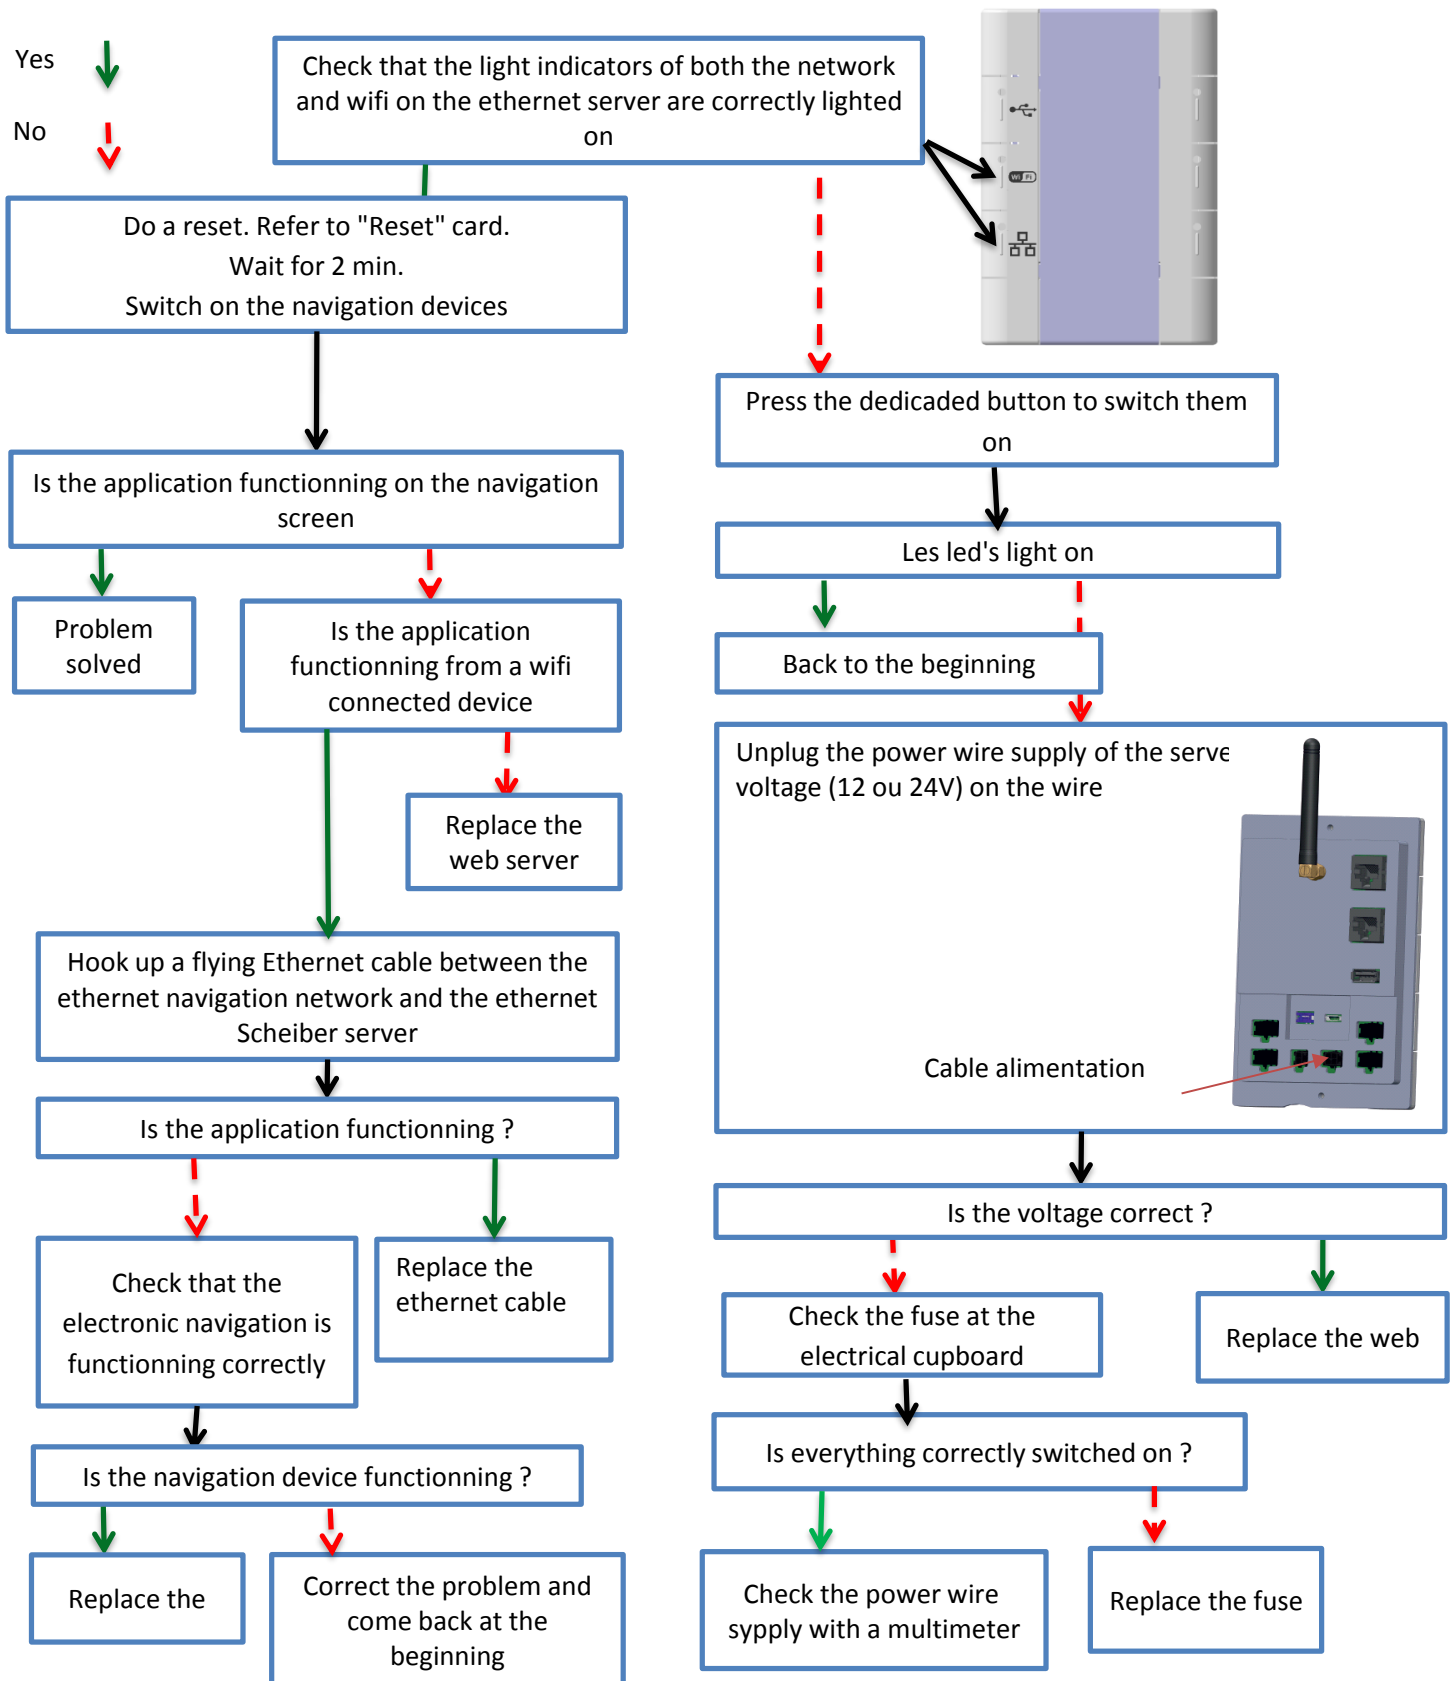 Yes
No
Check that the light indicators of both the network
and wifi on the ethernet server are correctly lighted
on
Wi Fi
Do a reset. Refer to "Reset" card.
Wait for 2 min.
Switch on the navigation devices
Press the dedicaded button to switch them
on
Is the application functionning on the navigation
screen
Les led's light on
Problem
solved
Is the application
functionning from a wifi
connected device
Back to the beginning
Unplug the power wire supply of the serve
voltage (12 ou 24V) on the wire
Replace the
web server
Hook up a flying Ethernet cable between the
ethernet navigation network and the ethernet
Scheiber server
Cable alimentation
Is the application functionning ?
Is the voltage correct ?
Check that the
electronic navigation is
functionning correctly
Replace the
ethernet cable
Check the fuse at the
electrical cupboard
Replace the web
Is the navigation device functionning ?
Is everything correctly switched on ?
Replace the
Correct the problem and
come back at the
beginning
Check the power wire
sypply with a multimeter
Replace the fuse